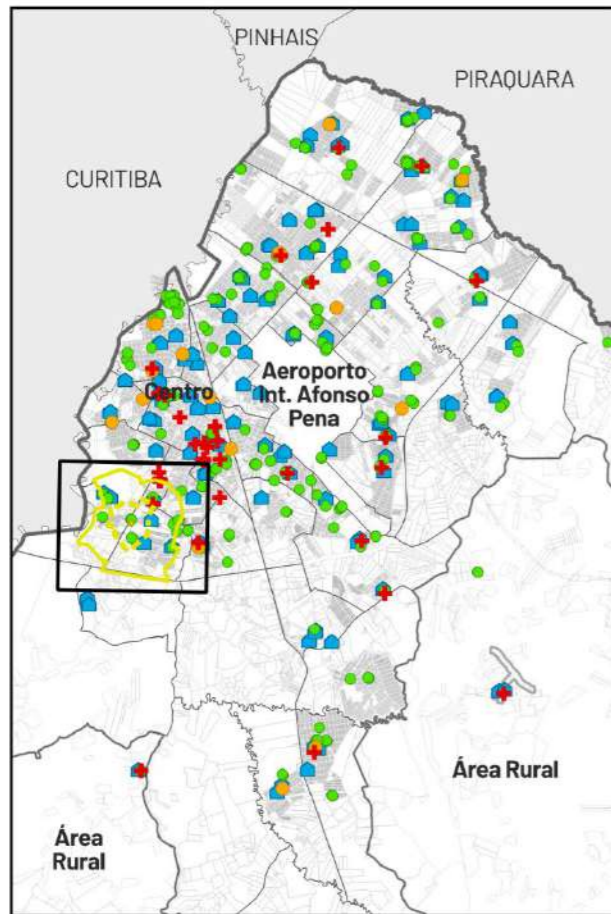 PINHAIS
PIRAQUARA
CURITIBA
Aeroporto
Centro
Int. Afonso
Pena
Área Rural
Área
Rural